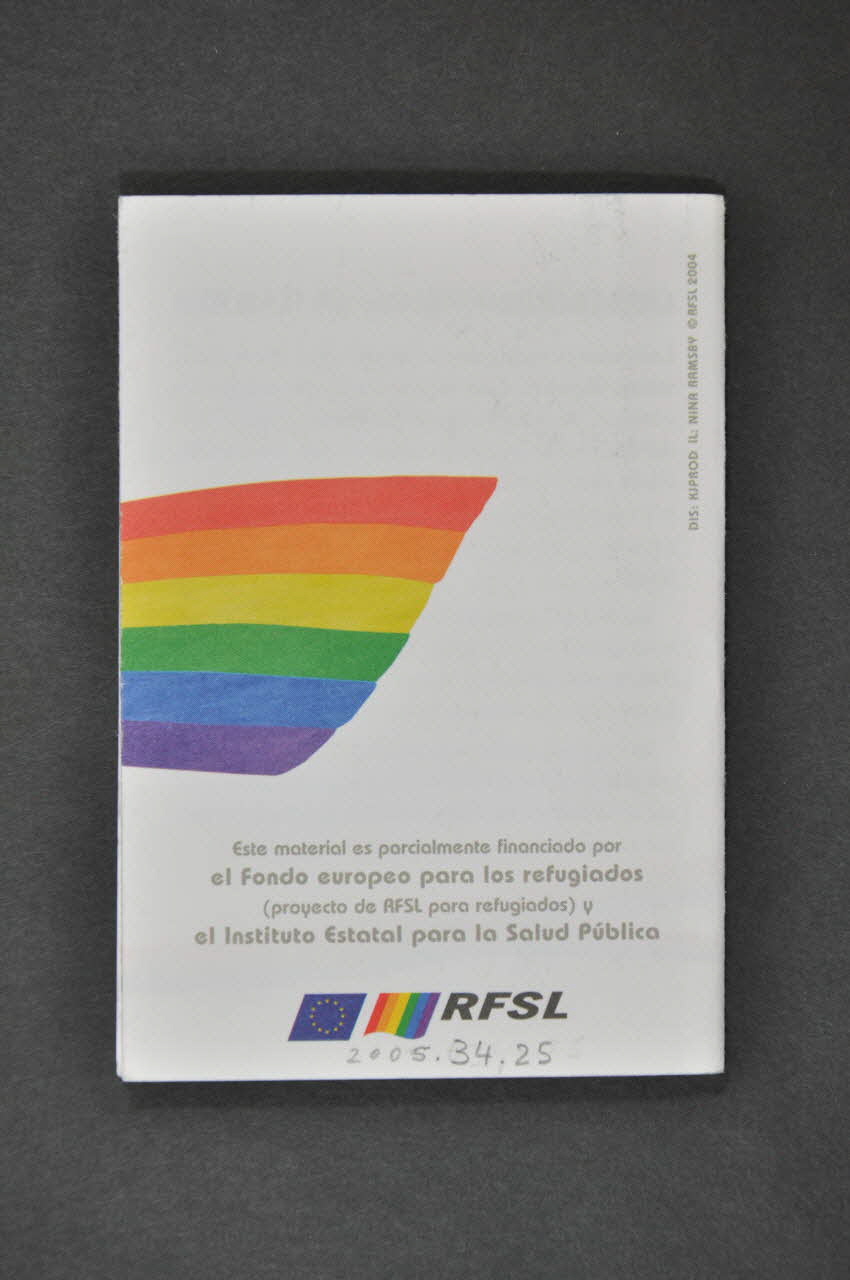 DIS: KJPROD IL: NINA RAMSBY © RFSL 2004
Este material es parcialmente financiado por
el Fondo europeo para los refugiados
(proyecto de RFSL para refugiados) y
el Instituto Estatal para la Salud Pública
RFSL
2005.34.25